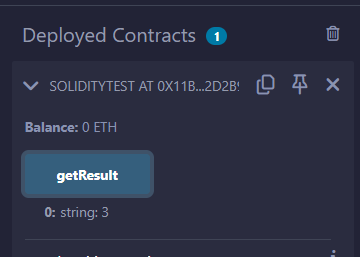 Deployed Contracts 1
SOLIDITYTEST AT 0X11B...2D2B
Balance: 0 ETH
getResult
0: string: 3